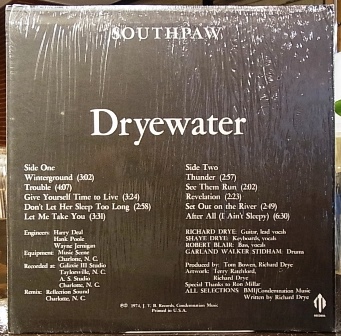 SOUTHPAW
Dryewater
Side One
Winterground (3:02)
Trouble (4:07)
Give Yourself Time to Live (3:24)
Don't Let Her Sleep Too Long (2:58)
Let Me Take You (3:31)
Engineers: Harry Deal
Hank Poole
Wayne Jernigan
Equipment: Music Scene
Charlotte, N. C.
Recorded at: Galaxie III Studio
Taylorsville, N. C.
A. S. Studio
Charlotte, N. C.
Remix: Reflection Sound
Charlotte, N. C.
Side Two
Thunder (2:57)
See Them Run (2:02)
Revelation (2:23)
Set Out on the River (2:49)
After All (I Ain't Sleepy) (6:30)
RICHARD DRYE: Guitar, lead vocals
SHAYE DRYE: Keyboards, vocals
ROBERT BLAIR: Bass, vocals
GARLAND WALKER STIDHAM: Drums
Produced by: Tom Bowen, Richard Drye
Artwork: Terry Ratchford,
Richard Drye
Special Thanks to Ron Millar
ALL SELECTIONS BMI/Condemnation Music
Written by Richard Drye
©℗ 1974, J. V. B. Records, Condemnation Music
Printed in U.S.A.